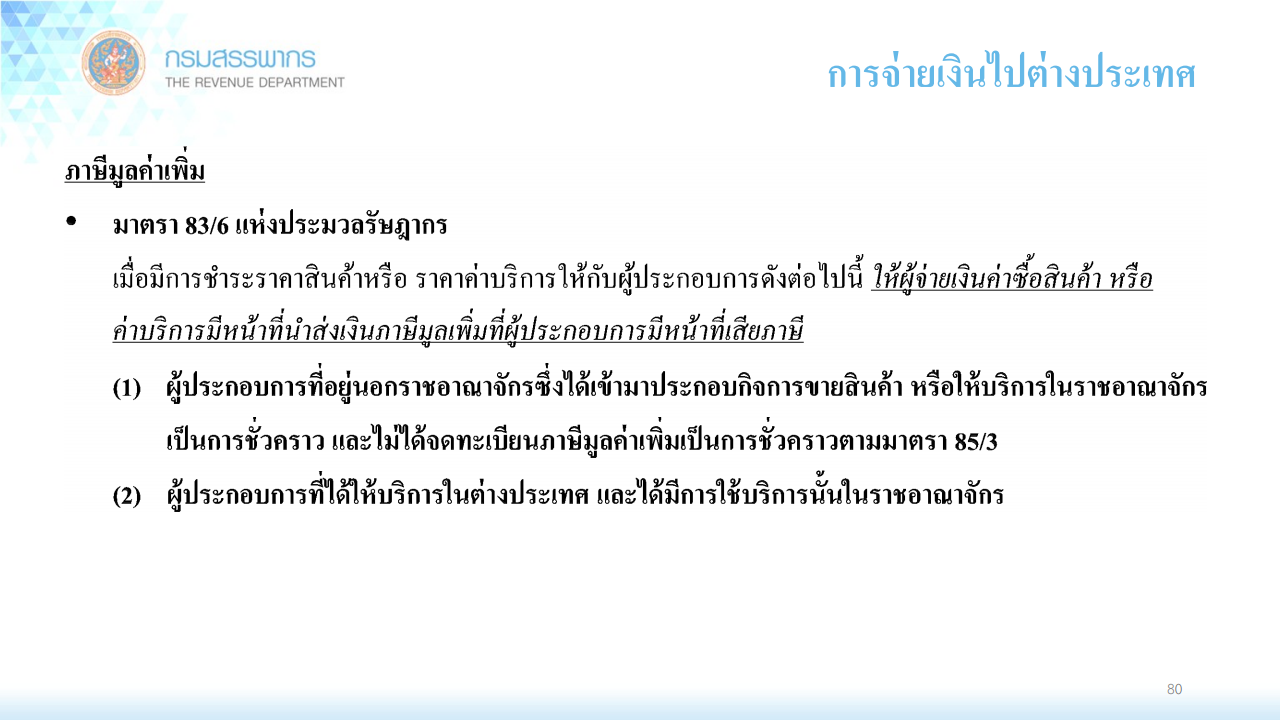 กรมสรรพากร
THE REVENUE DEPARTMENT
การจ่ายเงินไปต่างประเทศ
ภาษีมูลค่าเพิ่ม
• มาตรา 83/6 แห่งประมวลรัษฎากร
เมื่อมีการชำระราคาสินค้าหรือ ราคาค่าบริการให้กับผู้ประกอบการดังต่อไปนี้ ให้ผู้จ่ายเงินค่าซื้อสินค้า หรือ
ค่าบริการมีหน้าที่นำส่งเงินภาษีมูลเพิ่มที่ผู้ประกอบการมีหน้าที่เสียภาษี
(1) ผู้ประกอบการที่อยู่นอกราชอาณาจักรซึ่งได้เข้ามาประกอบกิจการขายสินค้า หรือให้บริการในราชอาณาจักร
เป็นการชั่วคราว และไม่ได้จดทะเบียนภาษีมูลค่าเพิ่มเป็นการชั่วคราวตามมาตรา 85/3
(2) ผู้ประกอบการที่ได้ให้บริการในต่างประเทศ และได้มีการใช้บริการนั้นในราชอาณาจักร
80